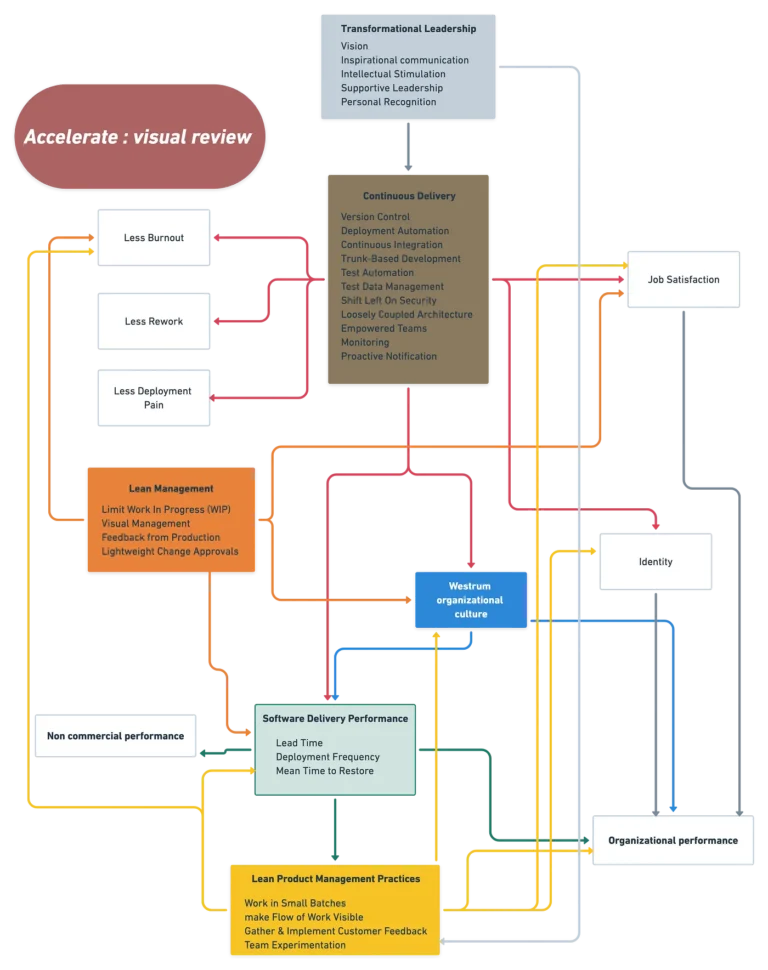 Transformational Leadership
Vision
Inspirational communication
Intellectual Stimulation
Supportive Leadership
Personal Recognition
Accelerate : visual review
Continuous Delivery
Version Control
Deployment Automation
Continuous Integration
Trunk-Based Development
Test Automation
Test Data Management
Shift Left On Security
Loosely Coupled Architecture
Empowered Teams
Monitoring
Proactive Notification
Less Burnout
Less Rework
Less Deployment
Pain
Job Satisfaction
Lean Management
Limit Work In Progress (WIP)
Visual Management
Feedback from Production
Lightweight Change Approvals
Westrum
organizational
culture
Identity
Software Delivery Performance
Lead Time
Deployment Frequency
Mean Time to Restore
Non commercial performance
Organizational performance
Lean Product Management Practices
Work in Small Batches
make Flow of Work Visible
Gather & Implement Customer Feedback
Team Experimentation